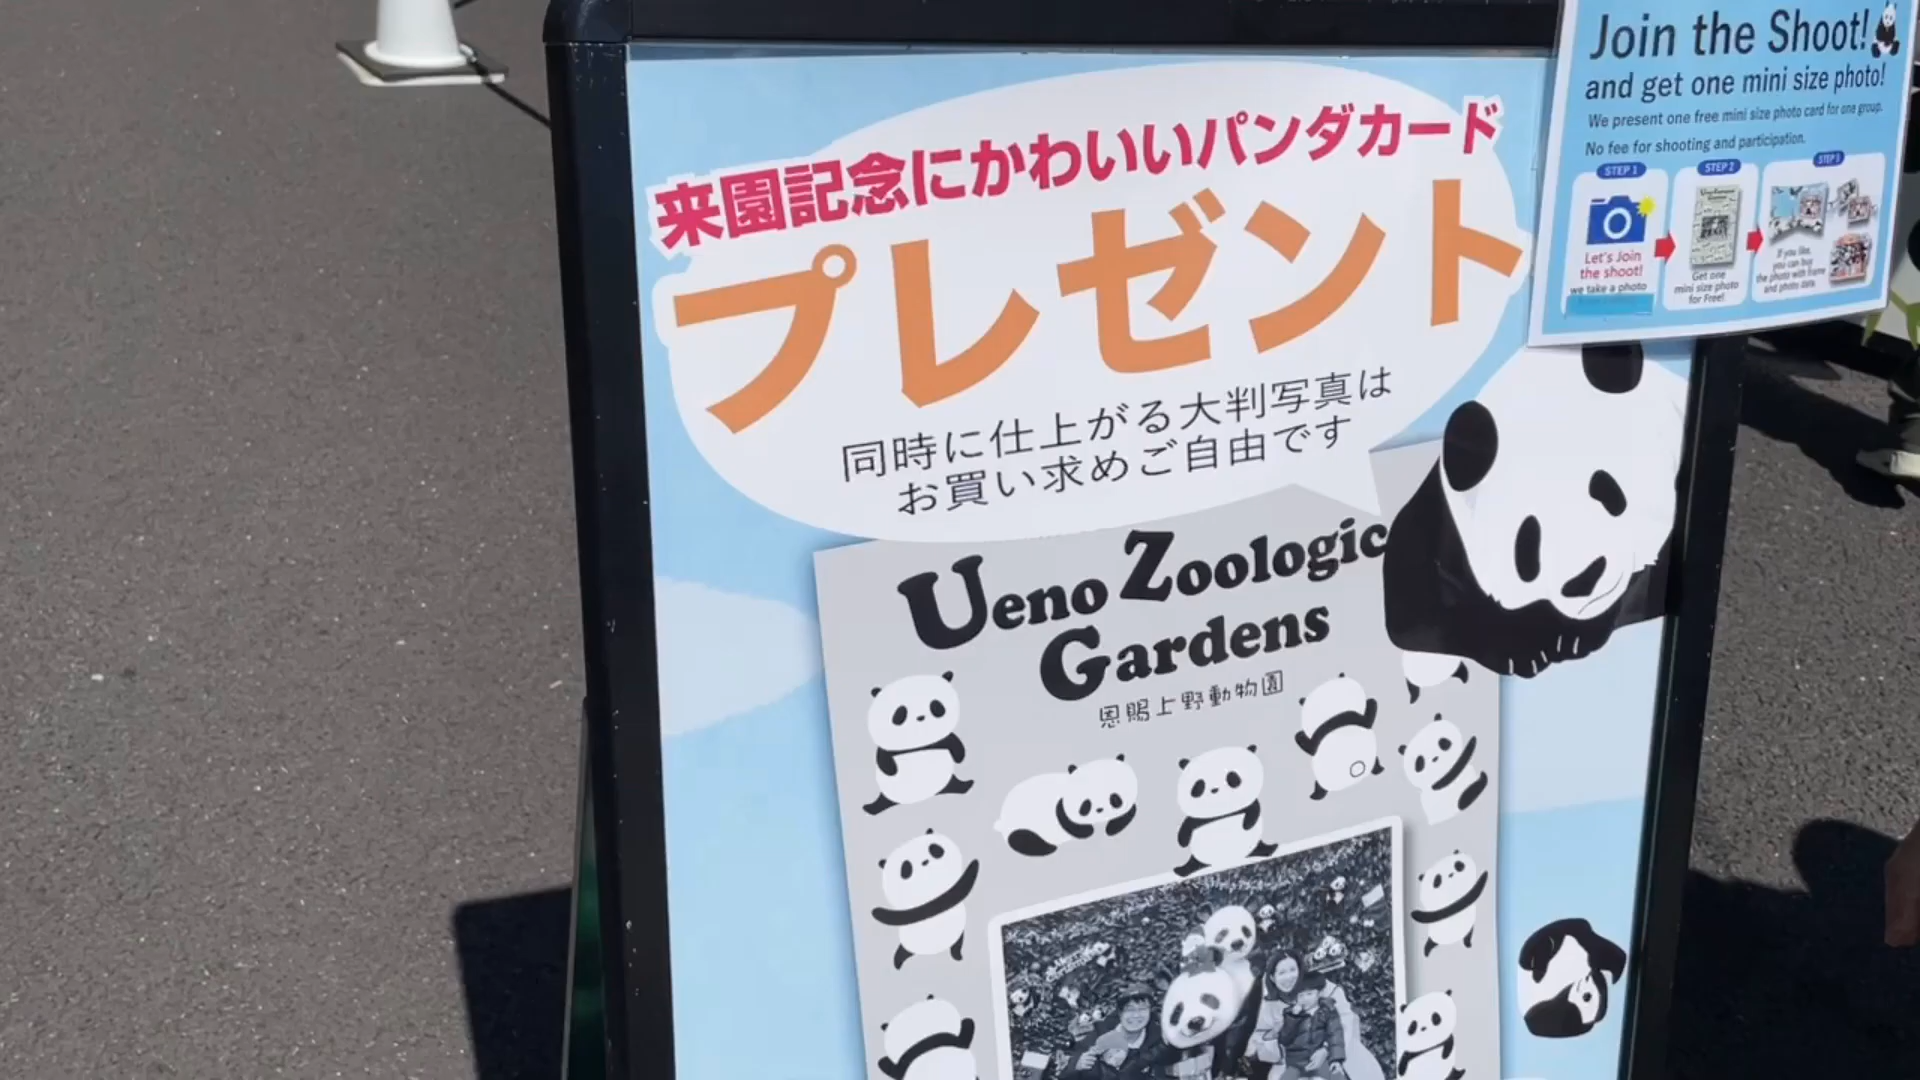 来園記念にかわいいパンダカード
プレゼント
同時に仕上がる大判写真は
お買い求めご自由です
Ueno Zoologic
Gardens
恩賜上野動物園
Join the Shoot!
and get one mini size photo!
We present one free mini size photo card for one group.
No fee for shooting and participation.
STEP 1
Let's Join
the shoot!
we take a photo
STEP 2
Get one
mini size photo
for Free!
STEP 3
If you like,
you can buy
the photo with frame
and photo data.